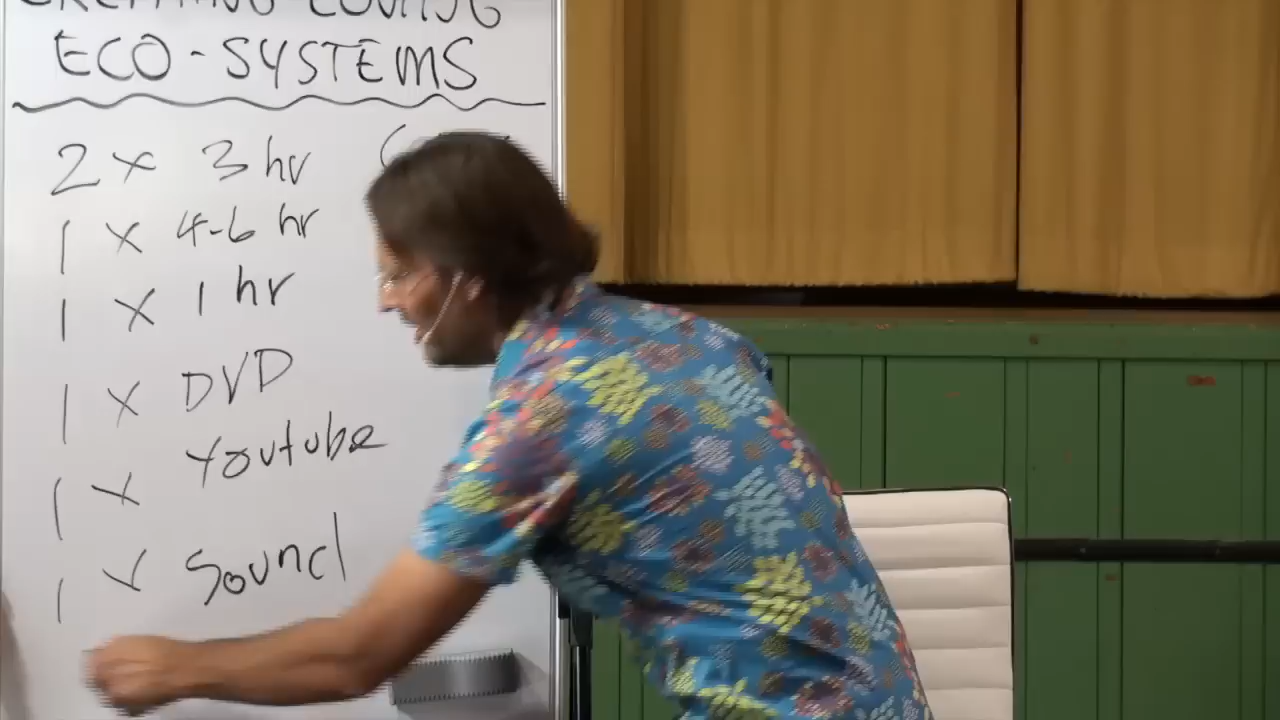 ECO-SYSTEMS
2 x 3 hr
1 x 4-6 hr
1 x 1 hr
1 x DVD
1 x Youtube
1 x Sound